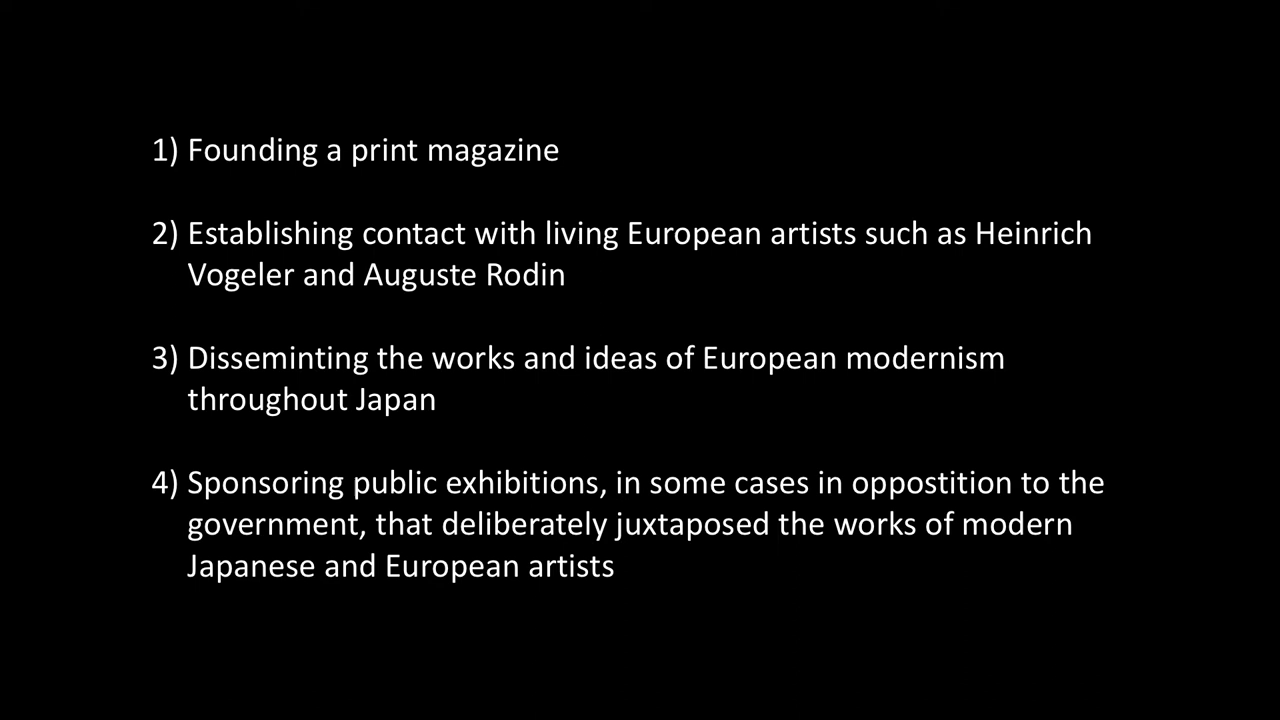 1) Founding a print magazine
2) Establishing contact with living European artists such as Heinrich
Vogeler and Auguste Rodin
3) Disseminting the works and ideas of European modernism
throughout Japan
4) Sponsoring public exhibitions, in some cases in oppostition to the
government, that deliberately juxtaposed the works of modern
Japanese and European artists